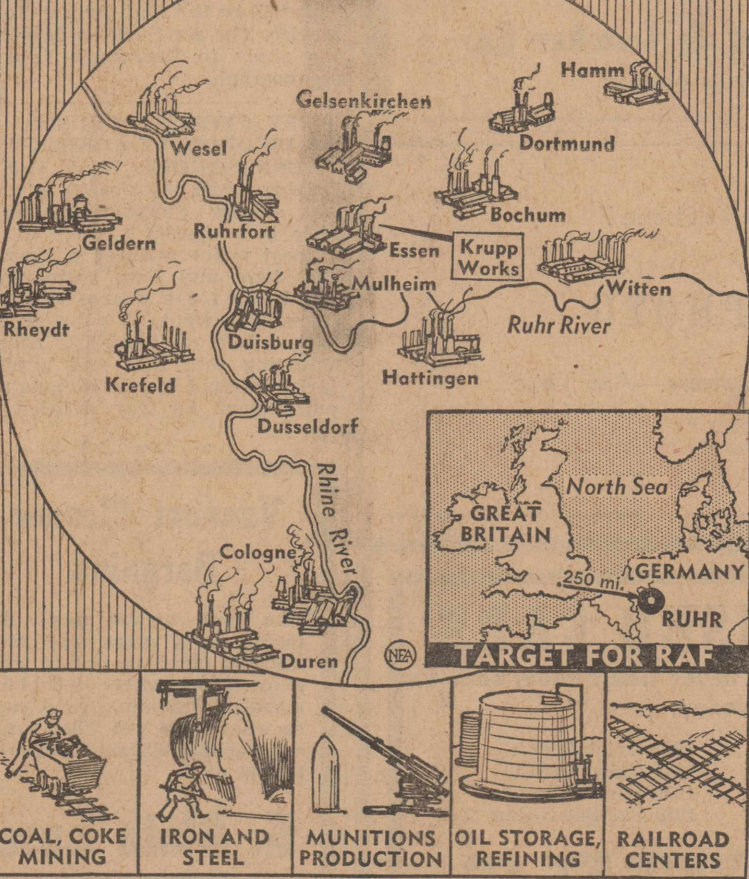 Hamm
Gelsenkirchen
Wesel
Dortmund
Bochum
Geldern
Ruhrfort
Essen
Krupp
Works
Mulheim
Witten
Rheydt
Duisburg
Ruhr River
Krefeld
Hattingen
Dusseldorf
Rhine River
Cologne
Duren
NEA
North Sea
GREAT
BRITAIN
250 mi.
GERMANY
RUHR
TARGET FOR RAF
COAL, COKE
MINING
IRON AND
STEEL
MUNITIONS
PRODUCTION
OIL STORAGE,
REFINING
RAILROAD
CENTERS